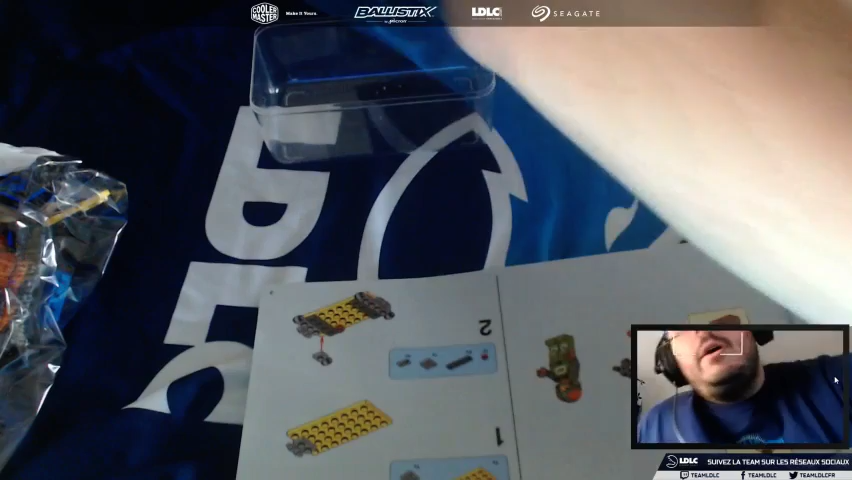 COOLER MASTER
Make It Yours.
BALLISTIX
by Micron
LDLC
SEAGATE
LDLC
2
1
LDLC
SUIVEZ LA TEAM SUR LES RÉSEAUX SOCIAUX
TEAMLDLC
TEAMLDLC
TEAMLDLCFR